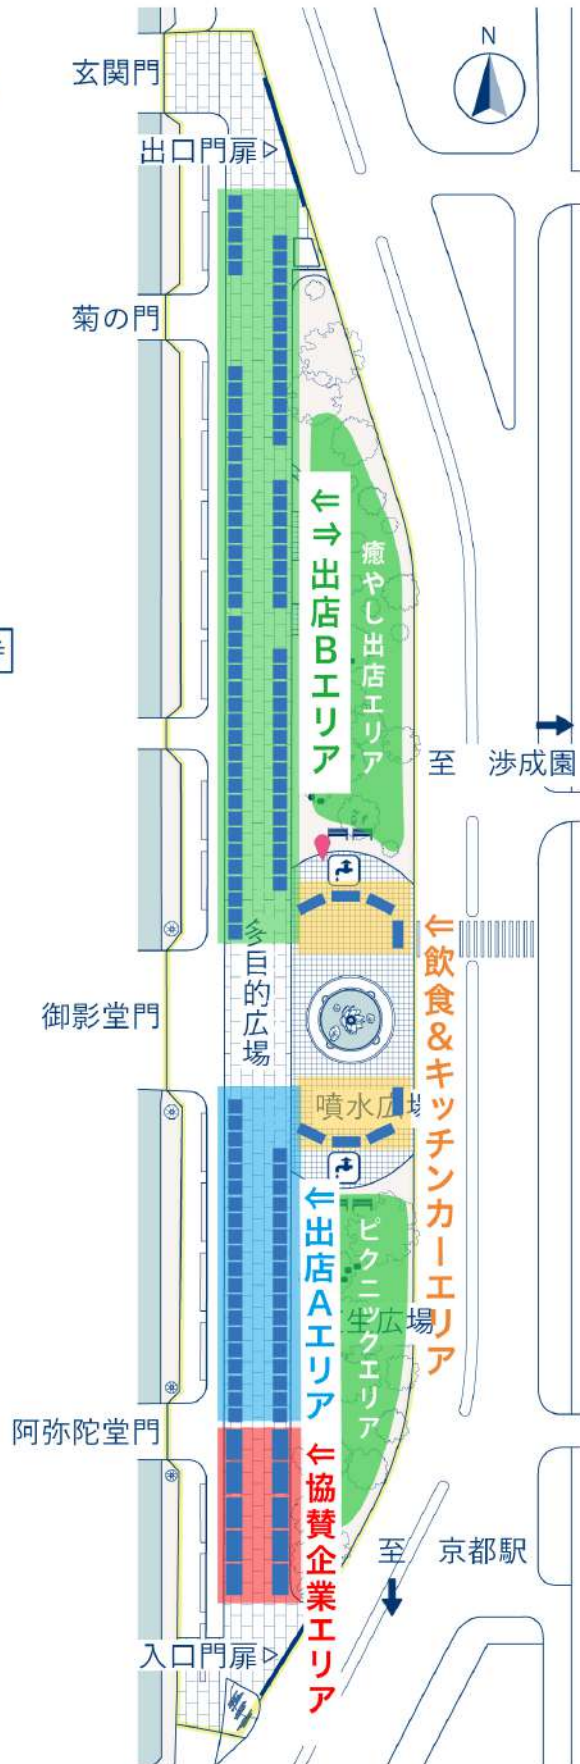 N
玄関門
出口門扉
菊の門
⇐⇒出店Bエリア
癒やし出店エリア
至 渉成園
⇐飲食&キッチンカーエリア
目的広場
御影堂門
噴水広場
⇐出店Aエリア
ピクニックエリア
生広場
阿弥陀堂門
⇐協賛企業エリア
至 京都駅
入口門扉